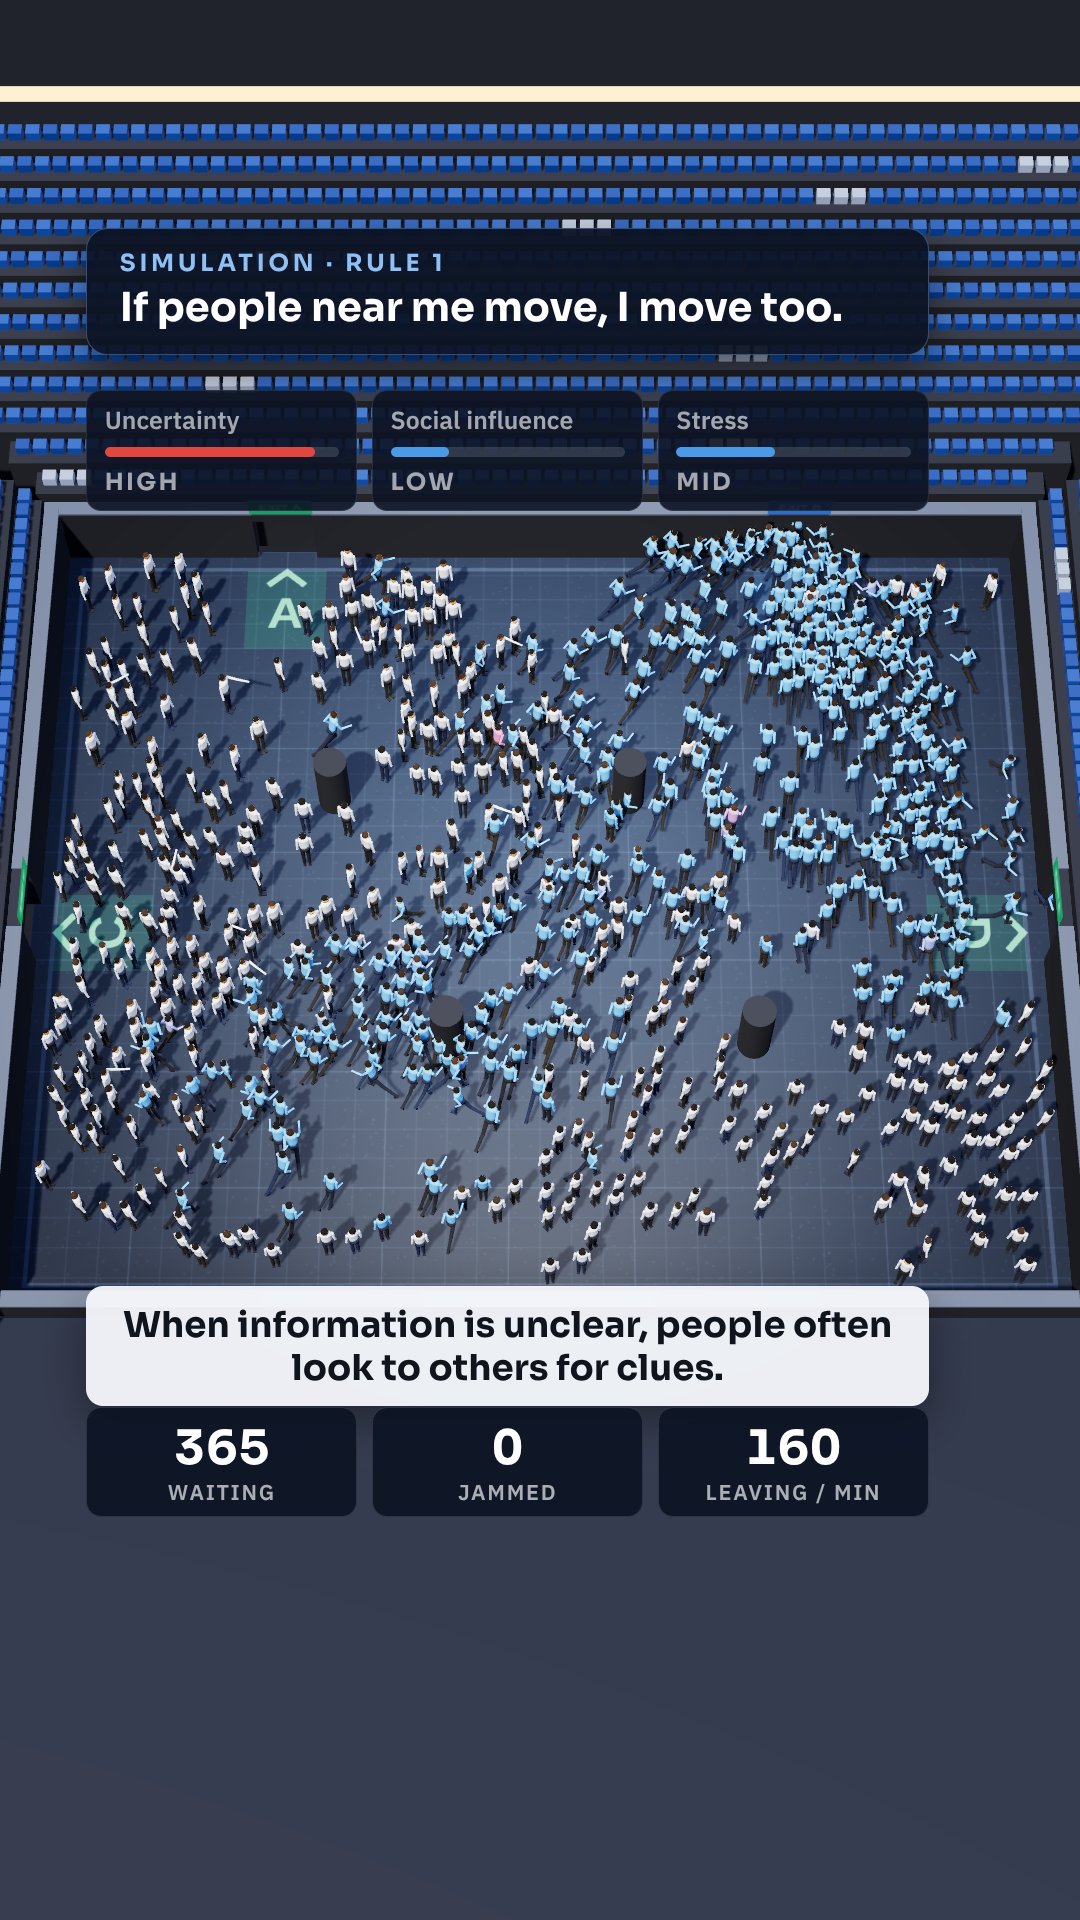 SIMULATION · RULE 1
If people near me move, I move too.
Uncertainty
HIGH
Social influence
LOW
Stress
MID
A
C
When information is unclear, people often
look to others for clues.
365
WAITING
0
JAMMED
160
LEAVING / MIN